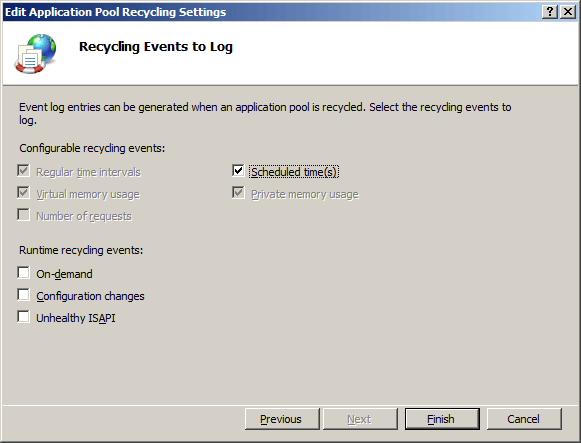 Edit Application Pool Recycling Settings
Recycling Events to Log
Event log entries can be generated when an application pool is recycled. Select the recycling events to
log.
Configurable recycling events:
Regular time intervals
Scheduled time(s)
Virtual memory usage
Private memory usage
Number of requests
Runtime recycling events:
On-demand
Configuration changes
Unhealthy ISAPI
Previous
Next
Finish
Cancel